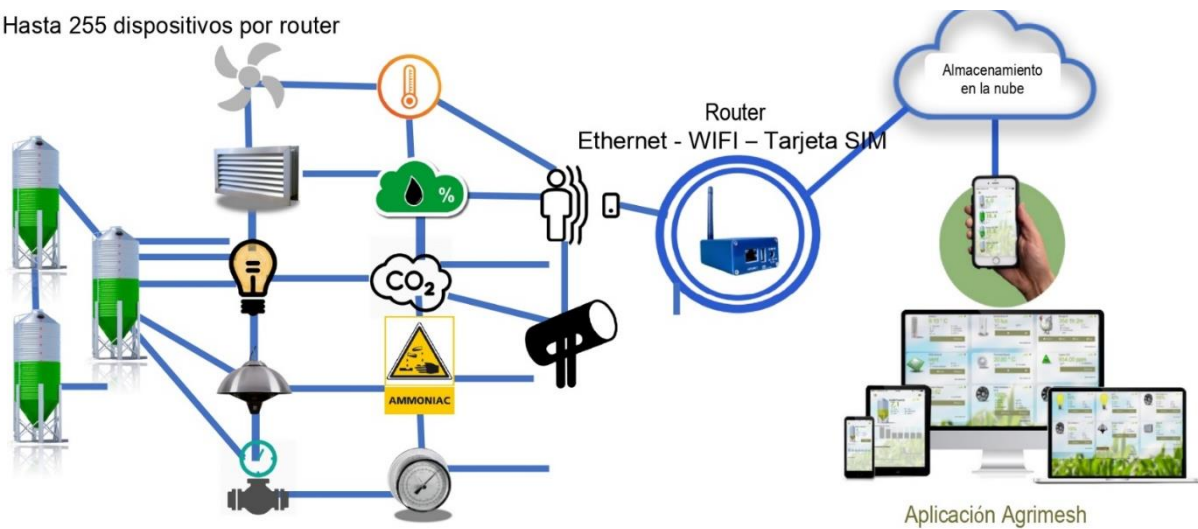 Hasta 255 dispositivos por router
Almacenamiento
en la nube
Router
Ethernet - WIFI – Tarjeta SIM
%
CO2
AMMONIAC
Aplicación Agrimesh